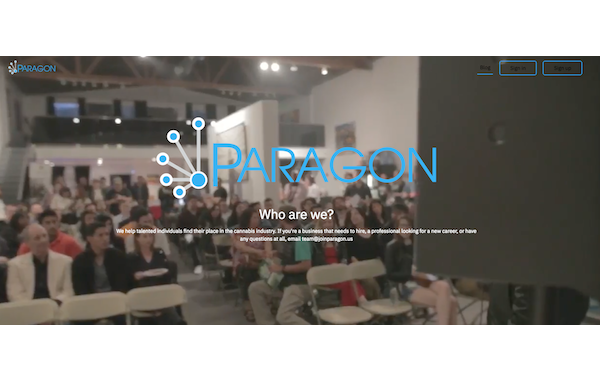 PARAGON
Blog
Sign in
Sign up
PARAGON
Who are we?
We help talented individuals find their place in the cannabis industry. If you're a business that needs to hire, a professional looking for a new career, or have
any questions at all, email team@joinparagon.us